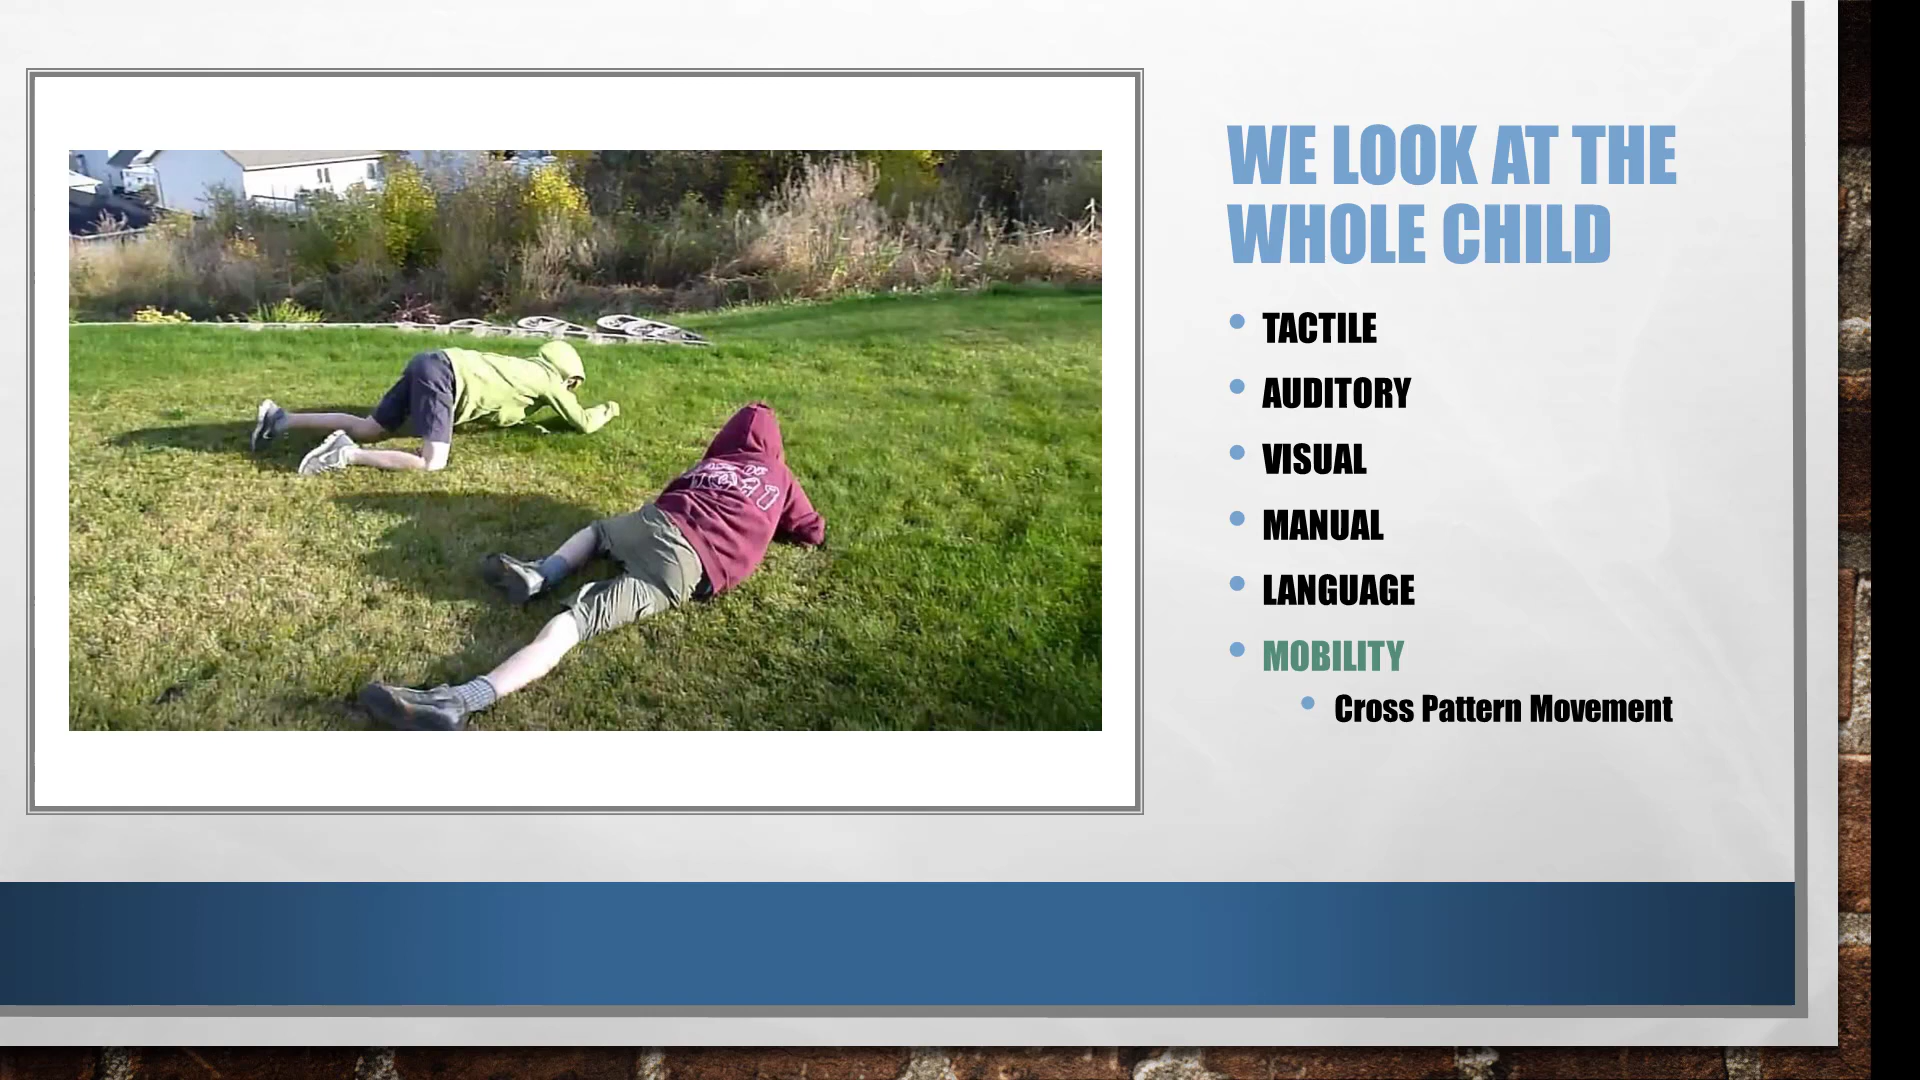 WE LOOK AT THE
WHOLE CHILD
TACTILE
AUDITORY
VISUAL
MANUAL
LANGUAGE
MOBILITY
Cross Pattern Movement